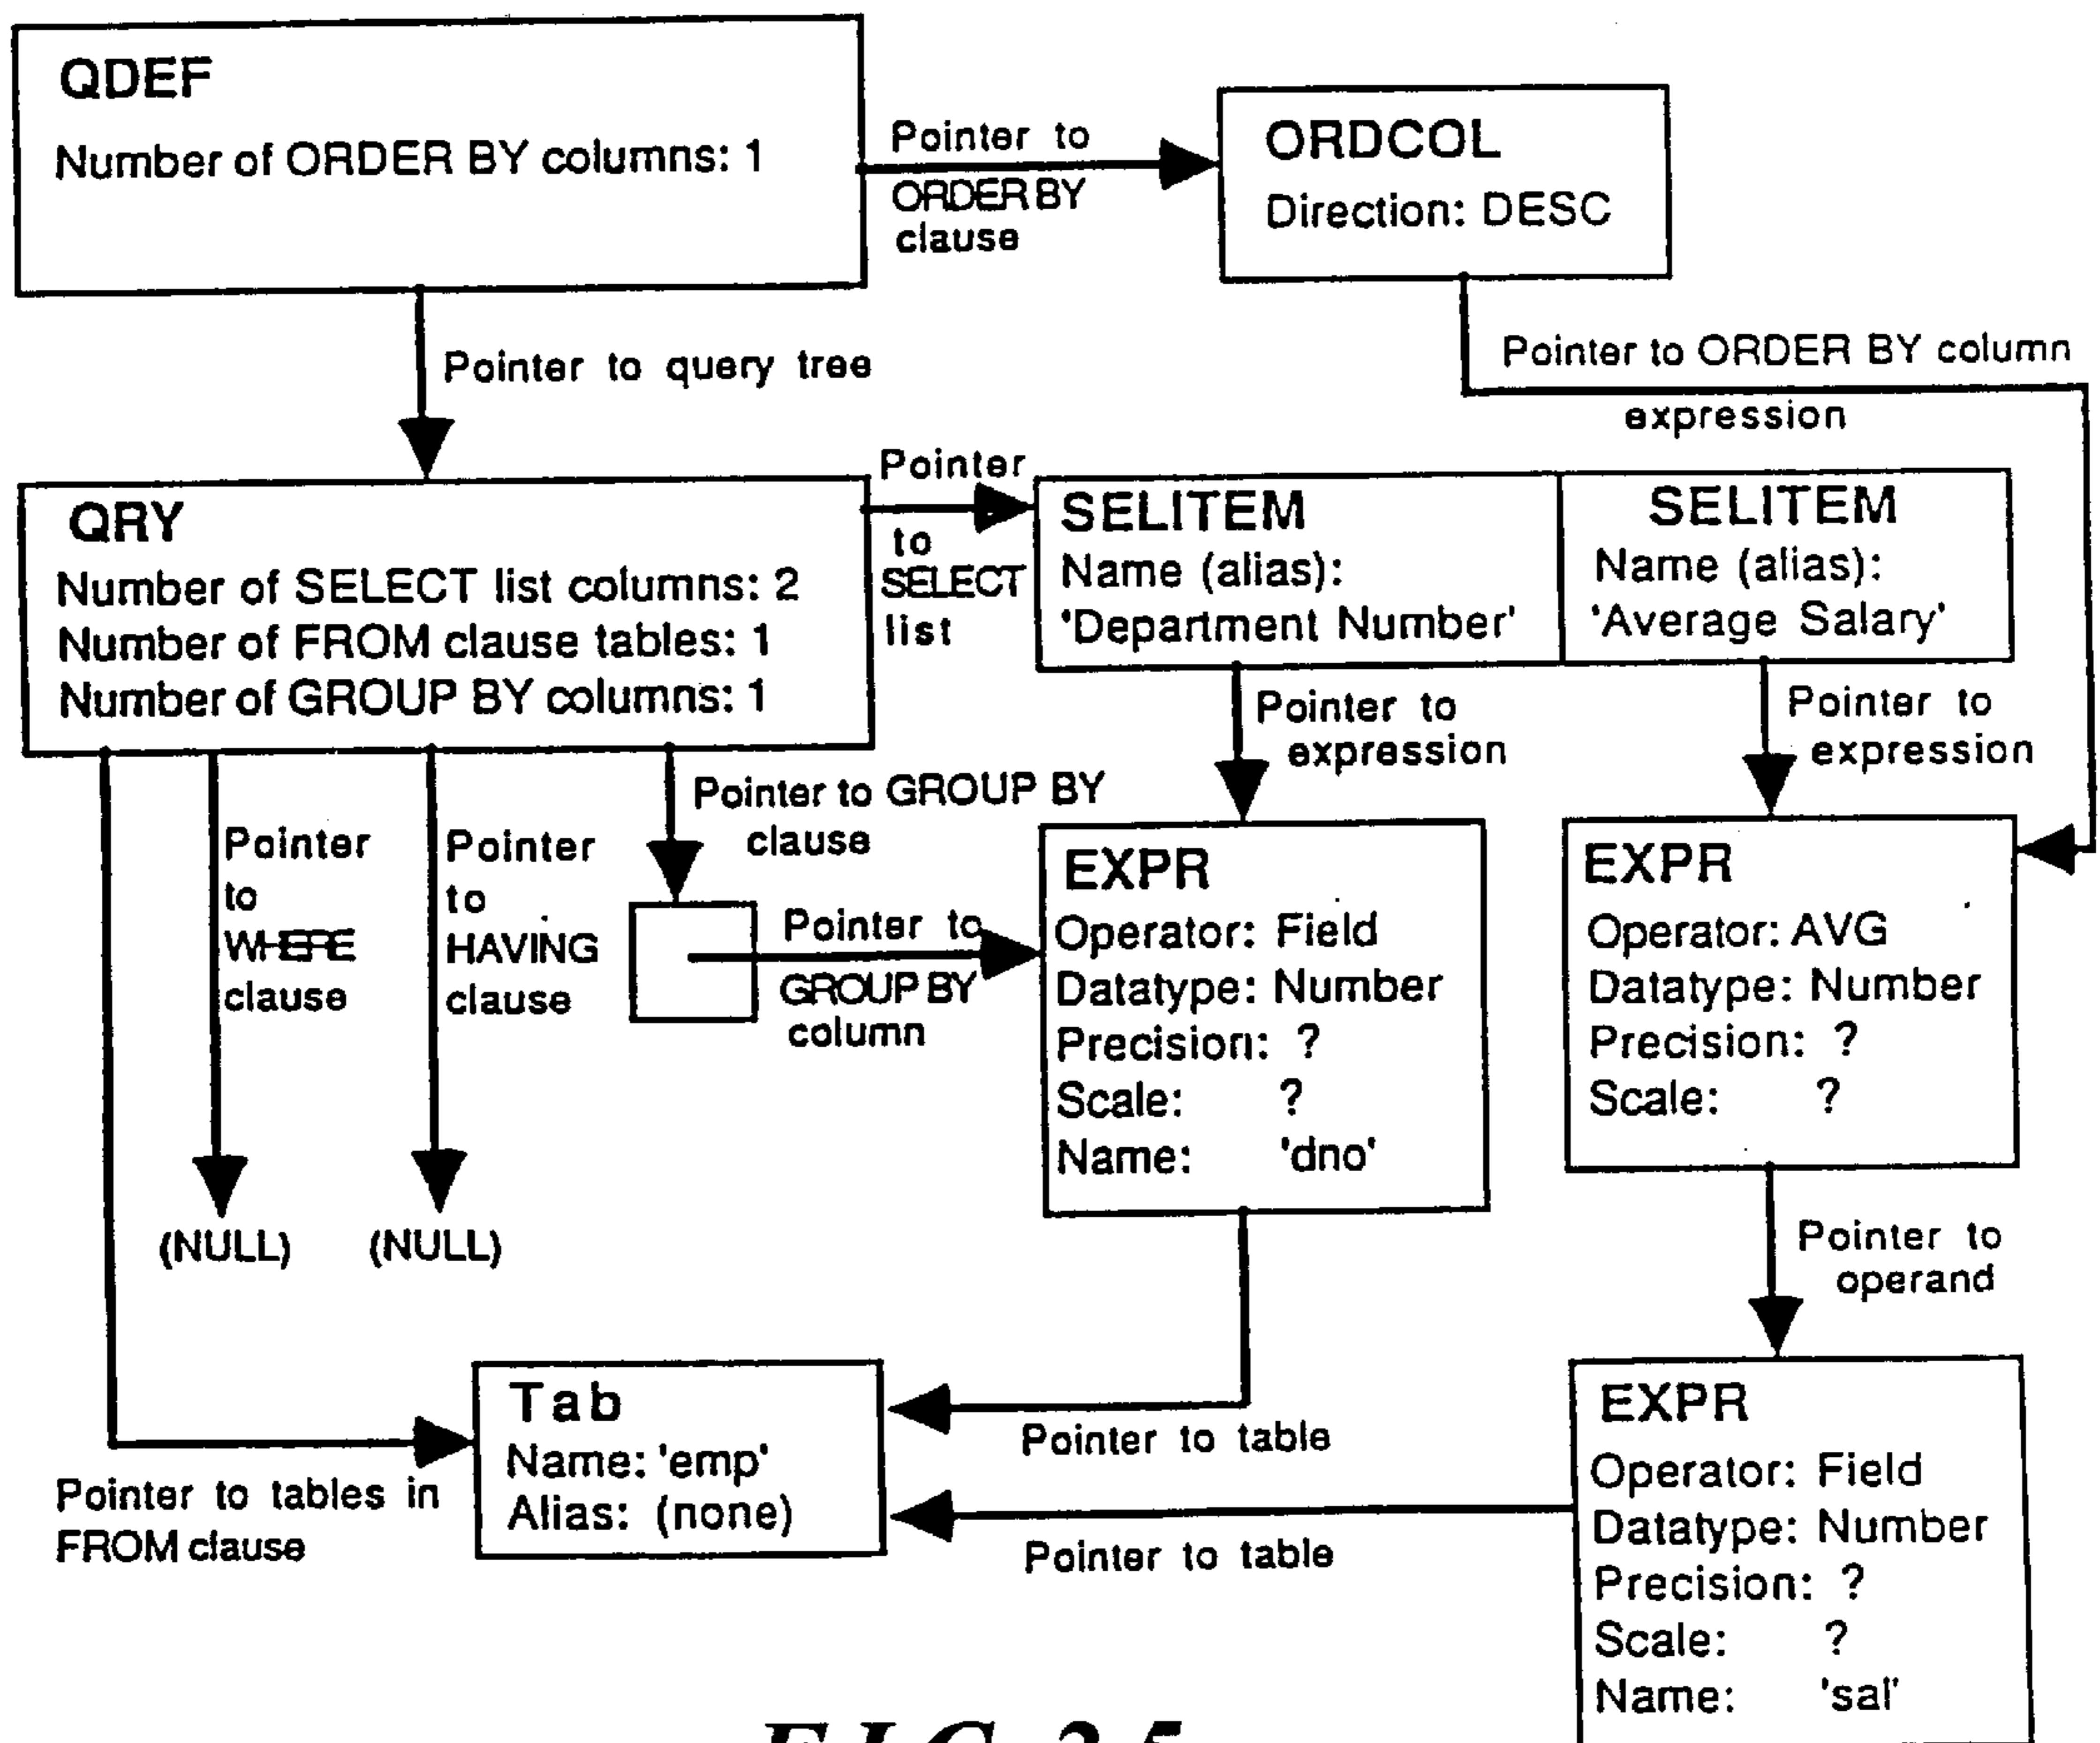 QDEF
Number of ORDER BY columns: 1
Pointer to
ORDER BY
clause
ORDCOL
Direction: DESC
Pointer to query tree
Pointer to ORDER BY column
expression
QRY
Number of SELECT list columns: 2
Number of FROM clause tables: 1
Number of GROUP BY columns: 1
Pointer
to
SELECT
list
SELITEM
Name (alias):
'Department Number'
SELITEM
Name (alias):
'Average Salary'
Pointer to
expression
Pointer to
expression
Pointer
to
WHERE
clause
(NULL)
Pointer
to
HAVING
clause
(NULL)
Pointer to GROUP BY
clause
Pointer to
GROUP BY
column
EXPR
Operator: Field
Datatype: Number
Precision: ?
Scale: ?
Name: 'dno'
EXPR
Operator: AVG
Datatype: Number
Precision: ?
Scale: ?
Pointer to
operand
Pointer to tables in
FROM clause
Tab
Name: 'emp'
Alias: (none)
Pointer to table
Pointer to table
EXPR
Operator: Field
Datatype: Number
Precision: ?
Scale: ?
Name: 'sal'